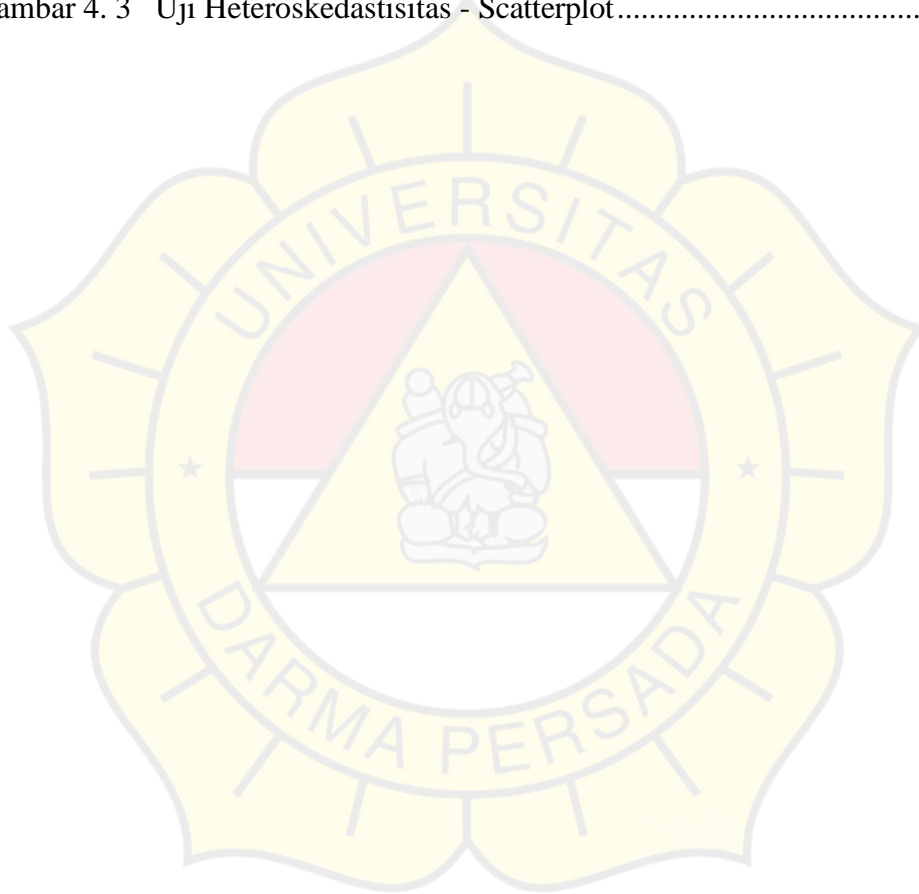 ambar 4. 3 Uji Heteroskedastisitas - Scatterplot.......................................
UNIVERSITAS
DARMA PERSADA